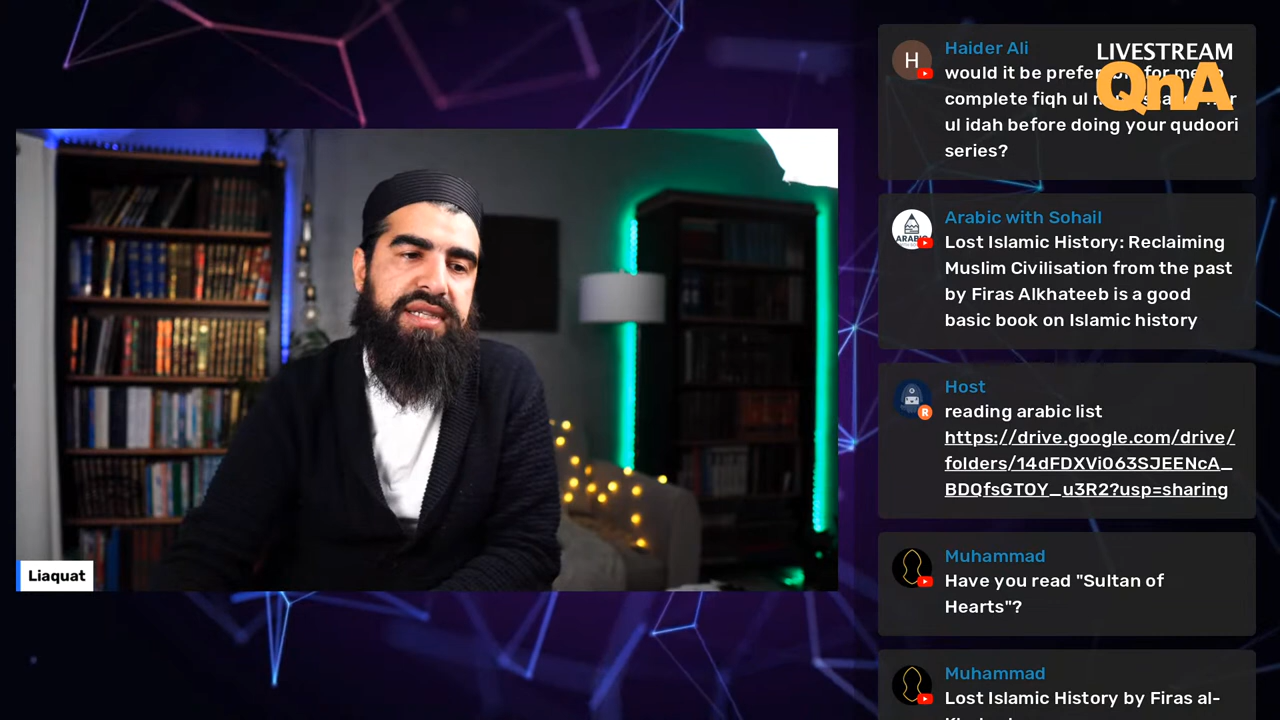 LIVESTREAM
QnA
Haider Ali
would it be for
complete fiqh ul
ul idah before doing your qudoori
series?
Arabic with Sohail
Lost Islamic History: Reclaiming
Muslim Civilisation from the past
by Firas Alkhateeb is a good
basic book on Islamic history
Host
reading arabic list
https://drive.google.com/drive/
folders/14dFDXVi063SJEENcA_
BDQfsGTOY_u3R2?usp=sharing
Muhammad
Have you read "Sultan of
Hearts"?
Muhammad
Lost Islamic History by Firas al-
Liaquat
H
R